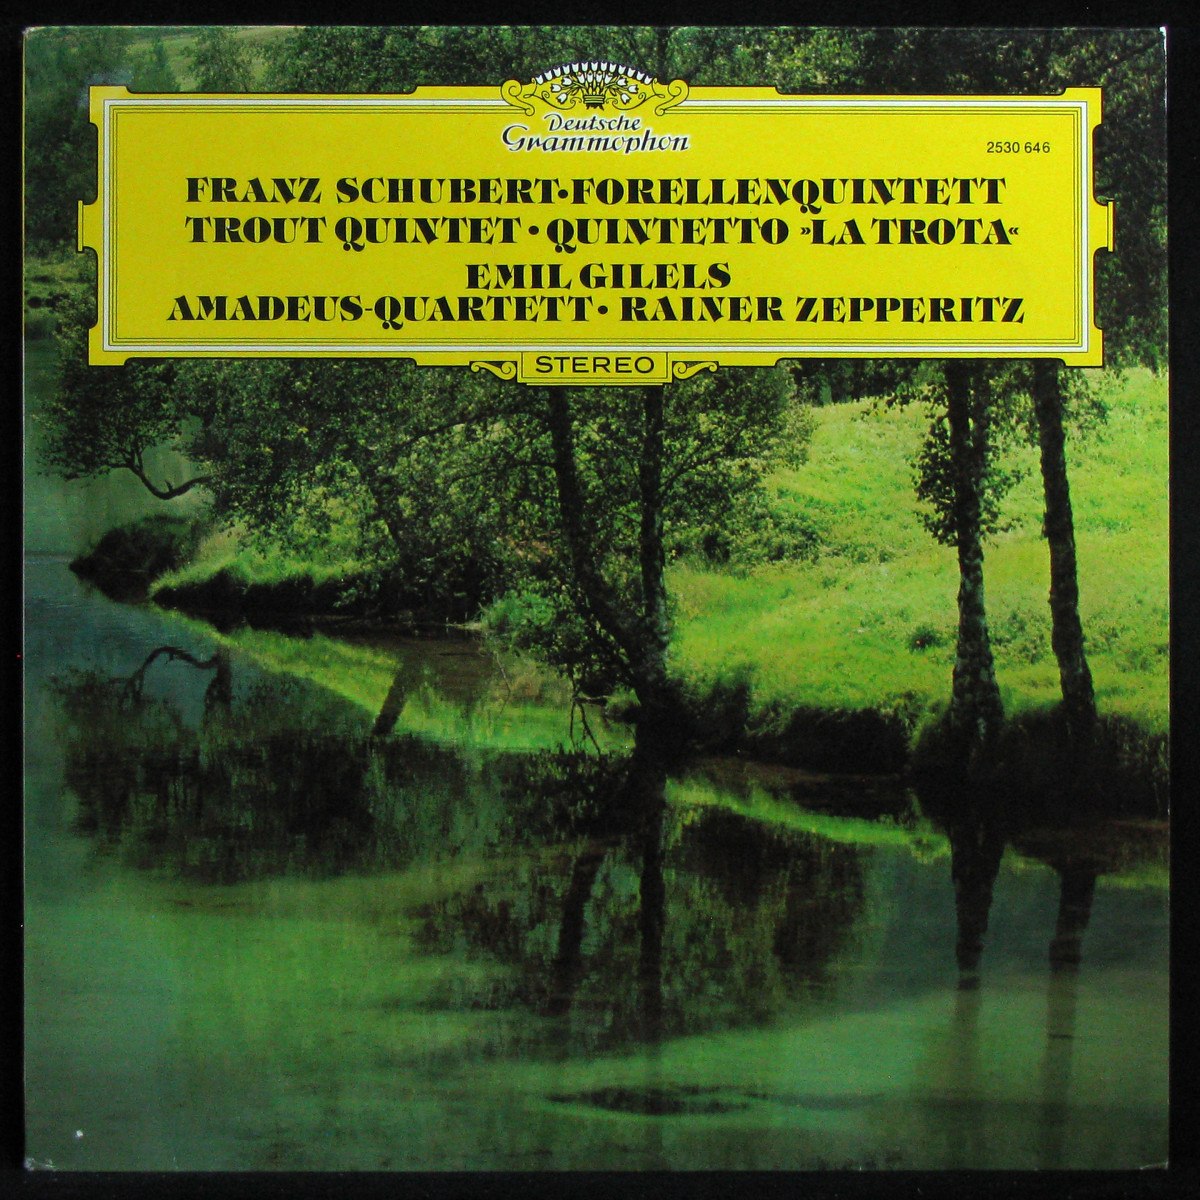 Deutsche
Grammophon
2530 646
FRANZ SCHUBERT·FORELLENQUINTETT
TROUT QUINTET · QUINTETTO »LA TROTA«
EMIL GILELS
AMADEUS-QUARTETT · RAINER ZEPPERITZ
STEREO